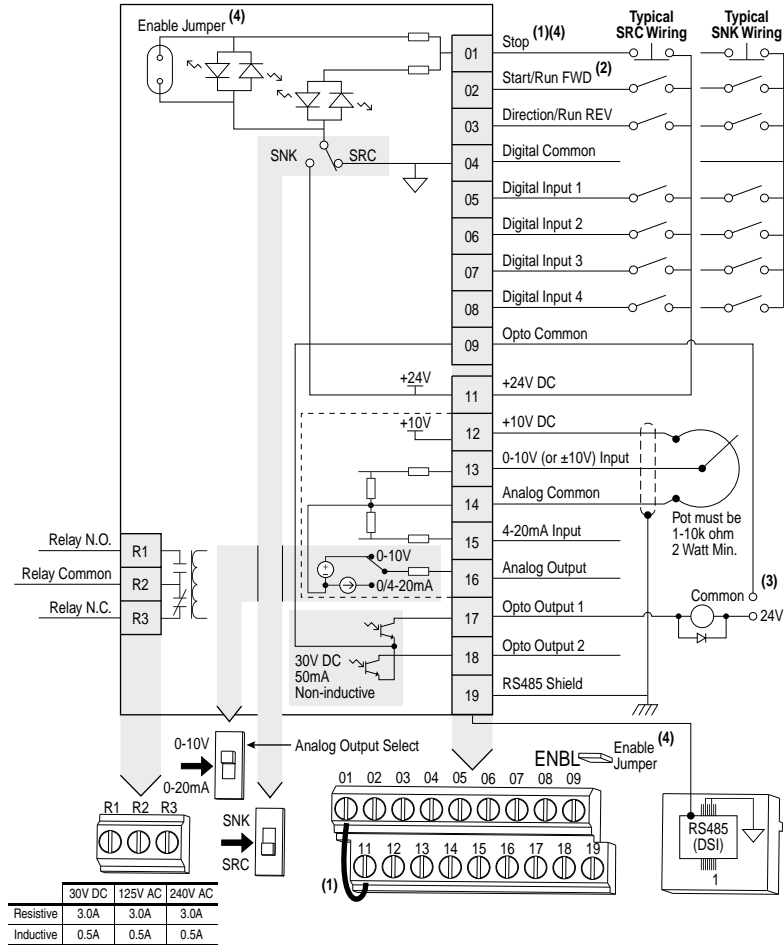 Enable Jumper (4)
Typical
SRC Wiring
Typical
SNK Wiring
01 Stop (1)(4)
02 Start/Run FWD (2)
03 Direction/Run REV
SNK SRC
04 Digital Common
05 Digital Input 1
06 Digital Input 2
07 Digital Input 3
08 Digital Input 4
09 Opto Common
+24V
11 +24V DC
+10V
12 +10V DC
13 0-10V (or ±10V) Input
14 Analog Common
Pot must be
1-10k ohm
2 Watt Min.
15 4-20mA Input
0-10V
0/4-20mA
16 Analog Output
Relay N.O. R1
Relay Common R2
Relay N.C. R3
Common (3)
24V
17 Opto Output 1
18 Opto Output 2
30V DC
50mA
Non-inductive
19 RS485 Shield
0-10V
0-20mA
Analog Output Select
ENBL Enable
Jumper (4)
R1 R2 R3
SNK
SRC
01 02 03 04 05 06 07 08 09
11 12 13 14 15 16 17 18 19
(1)
RS485
(DSI)
1
30V DC 125V AC 240V AC
Resistive 3.0A 3.0A 3.0A
Inductive 0.5A 0.5A 0.5A